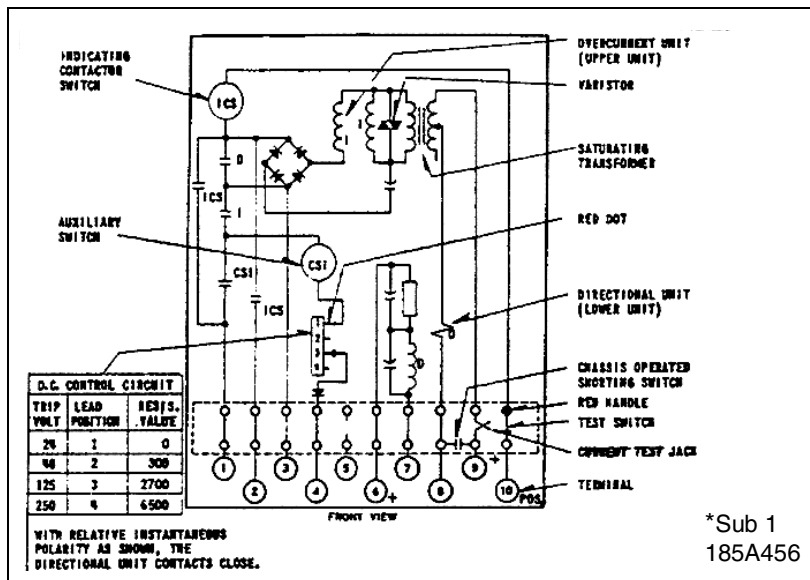 INDICATING
CONTACTOR
SWITCH
ICS
OVERCURRENT UNIT
(UPPER UNIT)
VARISTOR
SATURATING
TRANSFORMER
D
ICS
I
I
I
AUXILIARY
SWITCH
CSI
CSI
ICS
RED DOT
1
2
3
4
D
D
DIRECTIONAL UNIT
(LOWER UNIT)
CHASSIS OPERATED
SHORTING SWITCH
RED HANDLE
TEST SWITCH
CURRENT TEST JACK
TERMINAL
D.C. CONTROL CIRCUIT
TRIP VOLT LEAD POSITION RESIS. VALUE
24 1 0
48 2 300
125 3 2700
250 4 6500
1 2 3 4 5 6 + 7 8 9 + 10 POS.
FRONT VIEW
WITH RELATIVE INSTANTANEOUS
POLARITY AS SHOWN, THE
DIRECTIONAL UNIT CONTACTS CLOSE.
*Sub 1
185A456